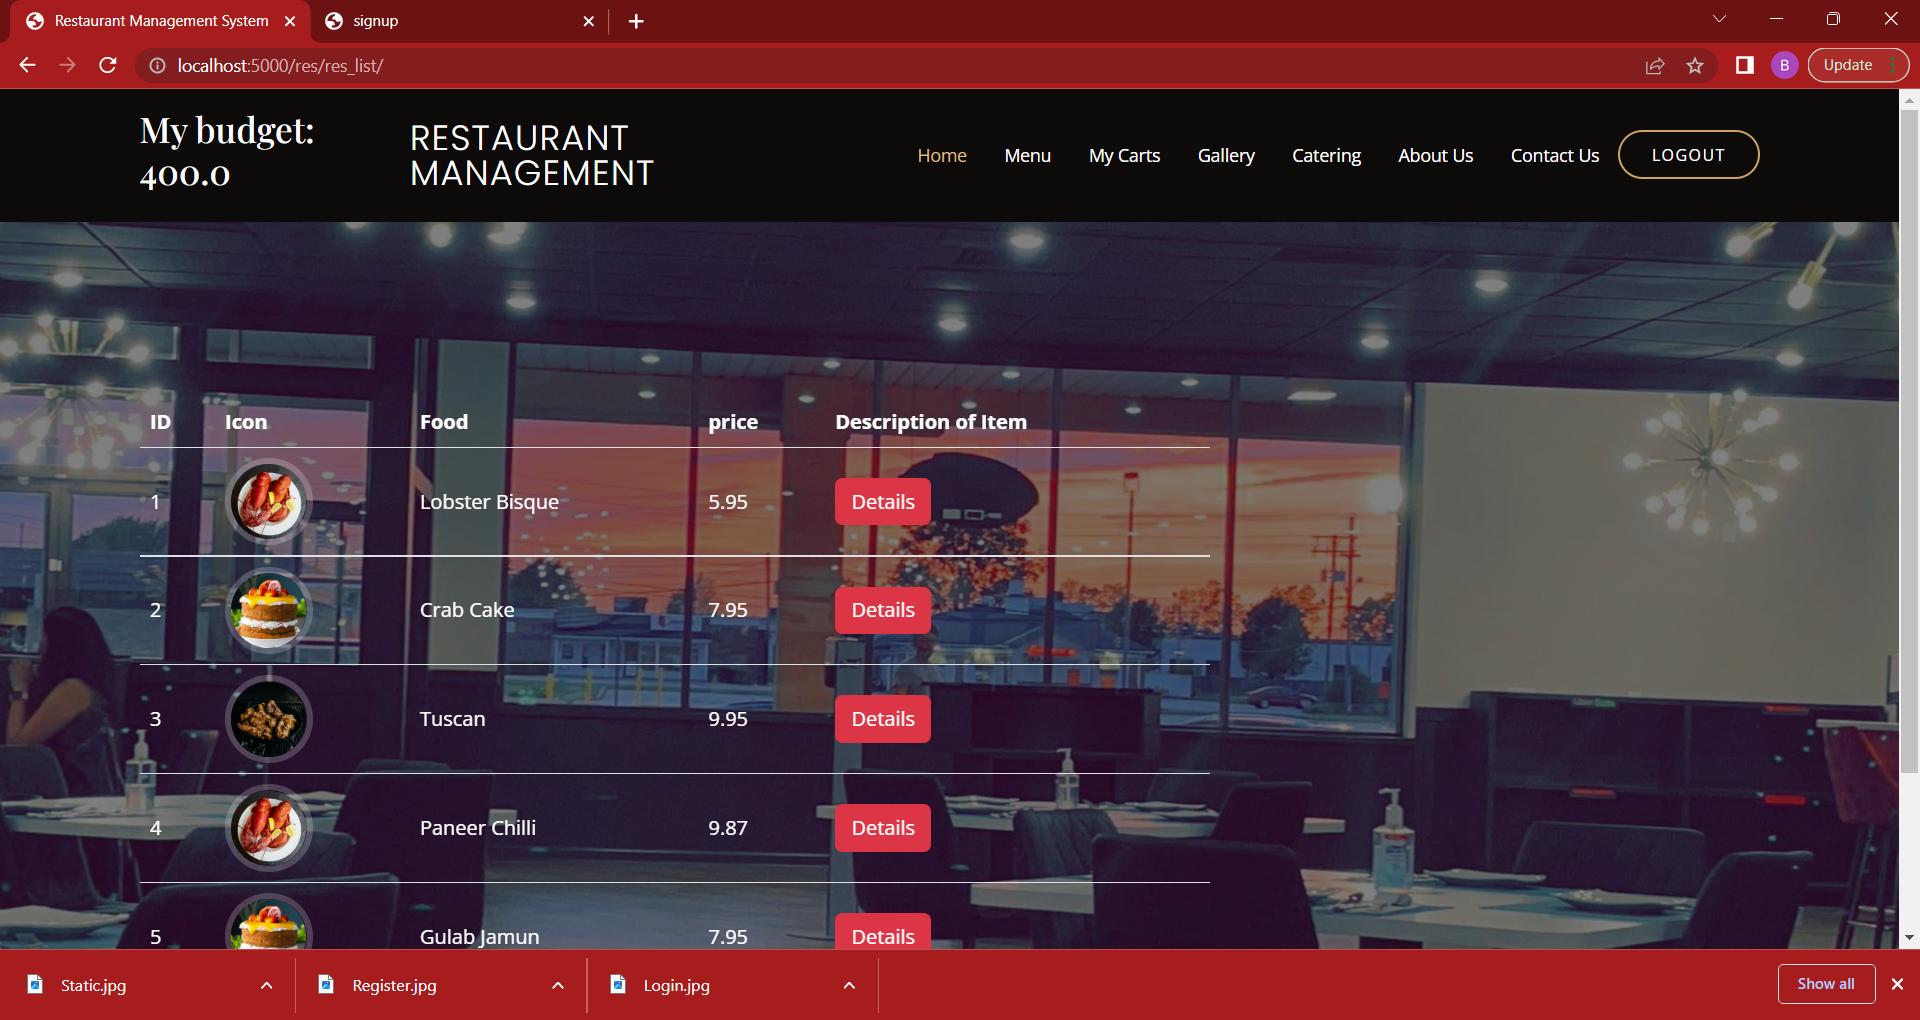 Restaurant Management System
signup
localhost:5000/res/res_list/
B
Update
My budget:
400.0
RESTAURANT
MANAGEMENT
Home
Menu
My Carts
Gallery
Catering
About Us
Contact Us
LOGOUT
ID Icon Food price Description of Item
1 Lobster Bisque 5.95 Details
2 Crab Cake 7.95 Details
3 Tuscan 9.95 Details
4 Paneer Chilli 9.87 Details
5 Gulab Jamun 7.95 Details
Static.jpg
Register.jpg
Login.jpg
Show all